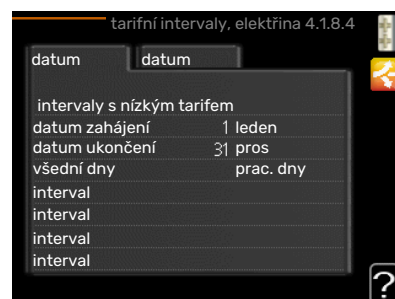 tarifní intervaly, elektřina 4.1.8.4
datum datum
intervaly s nízkým tarifem
datum zahájení 1 leden
datum ukončení 31 pros
všední dny prac. dny
interval
interval
interval
interval
?